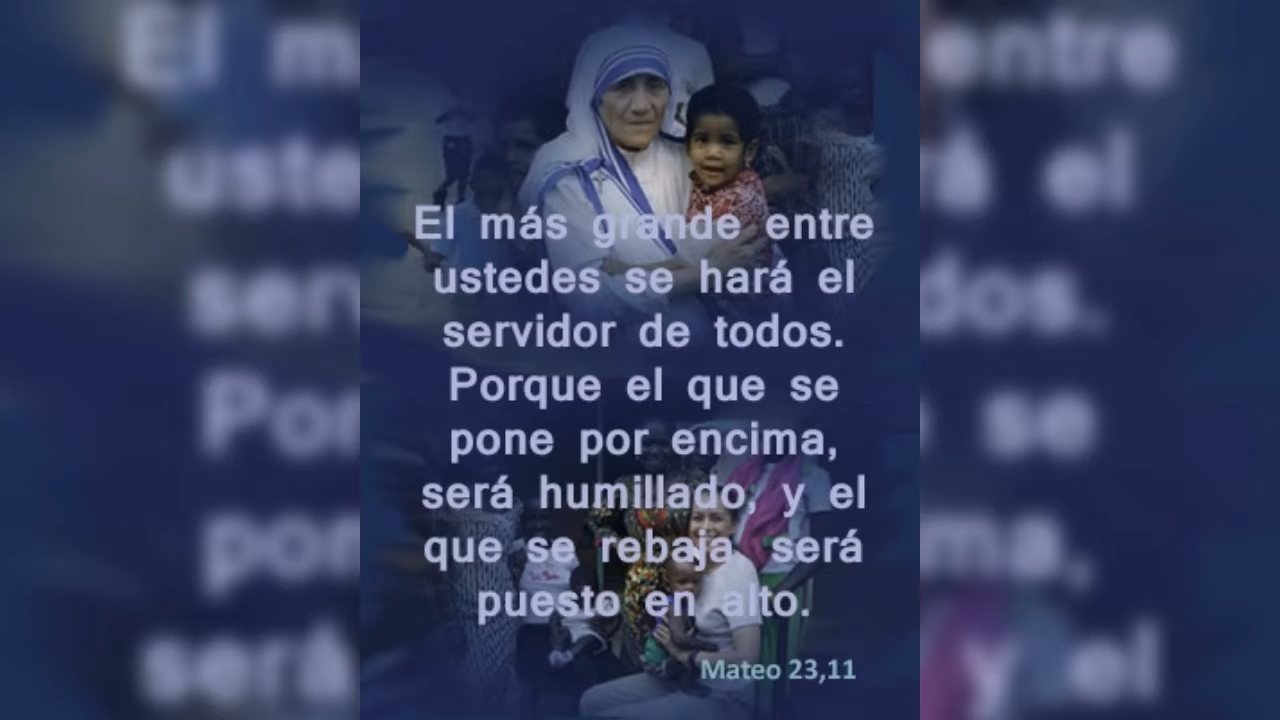 El más grande entre
ustedes se hará el
servidor de todos.
Porque el que se
pone por encima,
será humillado, y el
que se rebaja, será
puesto en alto.
Mateo 23,11